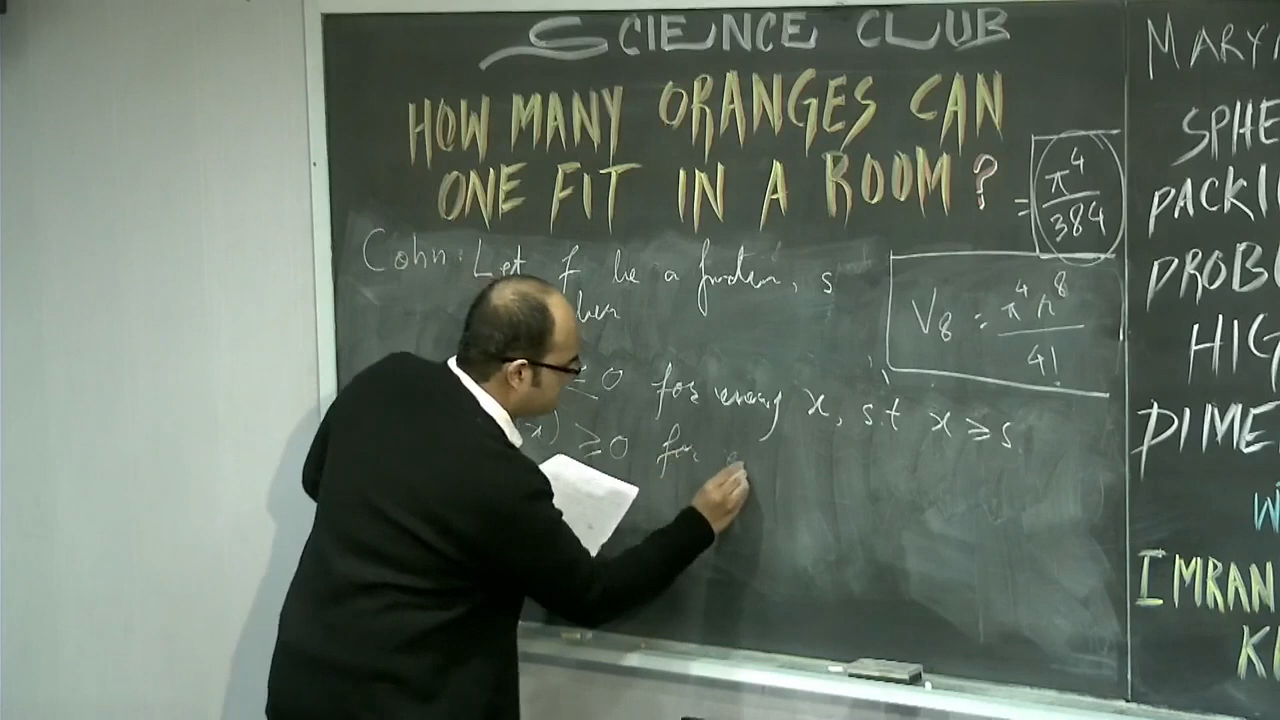 SCIENCE CLUB
HOW MANY ORANGES CAN
ONE FIT IN A ROOM?
= π⁴/384
Cohn: Let f be a function, s
V₈ = π⁴r⁸/4!
≤ 0 for every x, s.t x ≥ s
x) ≥ 0 for
MARY
SPHE
PACKI
PROB
HIG
DIME
WI
IMRAN
K